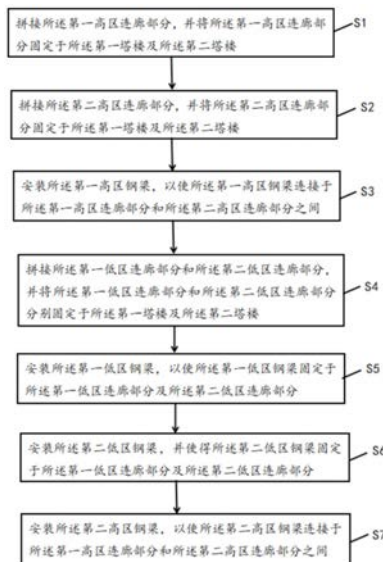 拼接所述第一高区连廊部分，并将所述第一高区连廊部
分固定于所述第一塔楼及所述第二塔楼
S1
拼接所述第二高区连廊部分，并将所述第二高区连廊部
分固定于所述第一塔楼及所述第二塔楼
S2
安装所述第一高区钢梁，以使所述第一高区钢梁连接于
所述第一高区连廊部分和所述第二高区连廊部分之间
S3
拼接所述第一低区连廊部分和所述第二低区连廊部分，
并将所述第一低区连廊部分和所述第二低区连廊部分
分别固定于所述第一塔楼及所述第二塔楼
S4
安装所述第一低区钢梁，以使所述第一低区钢梁固定于
所述第一低区连廊部分及所述第二低区连廊部分
S5
安装所述第二低区钢梁，并使得所述第二低区钢梁固定
于所述第一低区连廊部分及所述第二低区连廊部分
S6
安装所述第二高区钢梁，以使所述第二高区钢梁连接于
所述第一高区连廊部分和所述第二高区连廊部分之间
S7